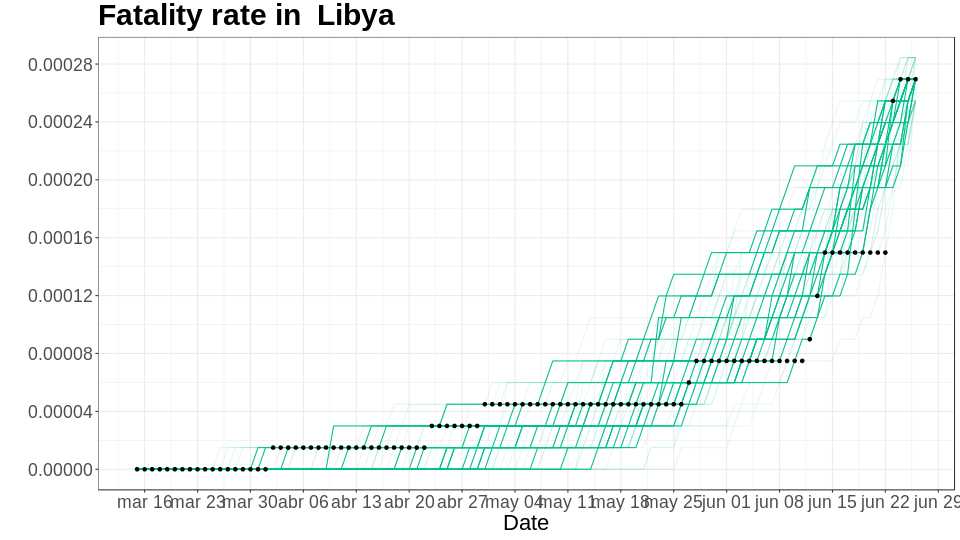 Fatality rate in  Libya
0.00028
0.00024
0.00020
0.00016
0.00012
0.00008
0.00004
0.00000
mar 16 mar 23 mar 30 abr 06 abr 13 abr 20 abr 27 may 04 may 11 may 18 may 25 jun 01 jun 08 jun 15 jun 22 jun 29
Date